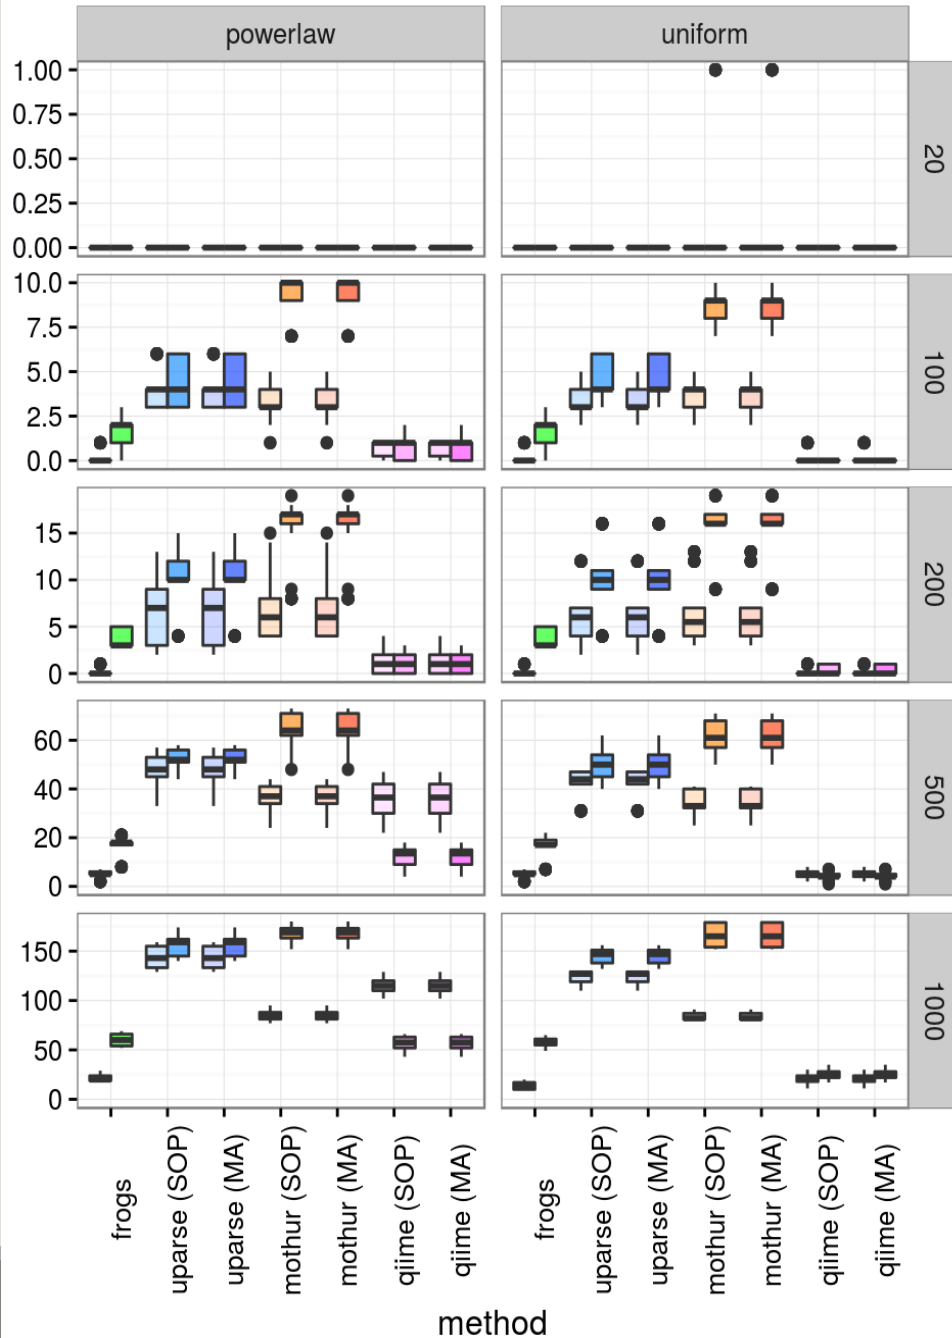 powerlaw
uniform
1.00
0.75
0.50
0.25
0.00
20
10.0
7.5
5.0
2.5
0.0
100
15
10
5
0
200
60
40
20
0
500
150
100
50
0
1000
frogs
uparse (SOP)
uparse (MA)
mothur (SOP)
mothur (MA)
qiime (SOP)
qiime (MA)
frogs
uparse (SOP)
uparse (MA)
mothur (SOP)
mothur (MA)
qiime (SOP)
qiime (MA)
method